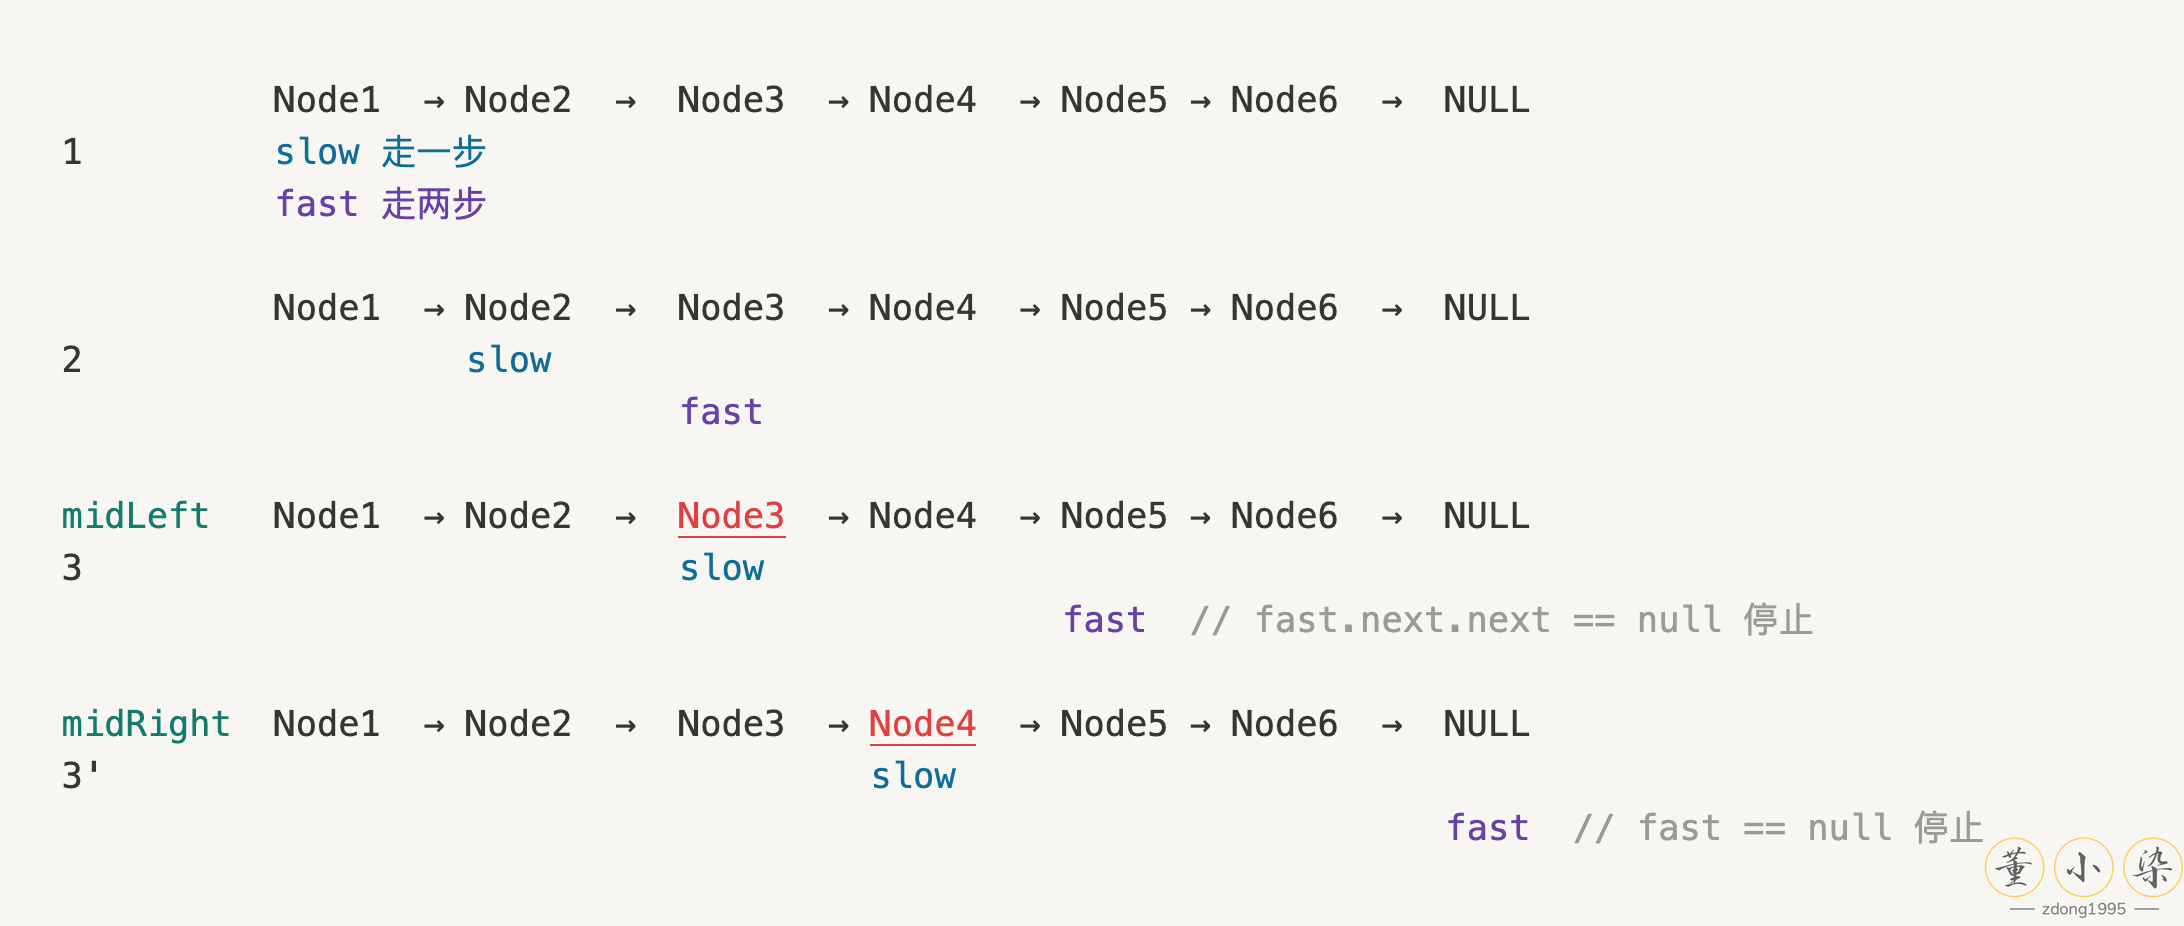 Node1 → Node2 → Node3 → Node4 → Node5 → Node6 → NULL
1 slow 走一步
fast 走两步
Node1 → Node2 → Node3 → Node4 → Node5 → Node6 → NULL
2 slow
fast
midLeft Node1 → Node2 → Node3 → Node4 → Node5 → Node6 → NULL
3 slow
fast // fast.next.next == null 停止
midRight Node1 → Node2 → Node3 → Node4 → Node5 → Node6 → NULL
3' slow
fast // fast == null 停止
董小染
zdong1995